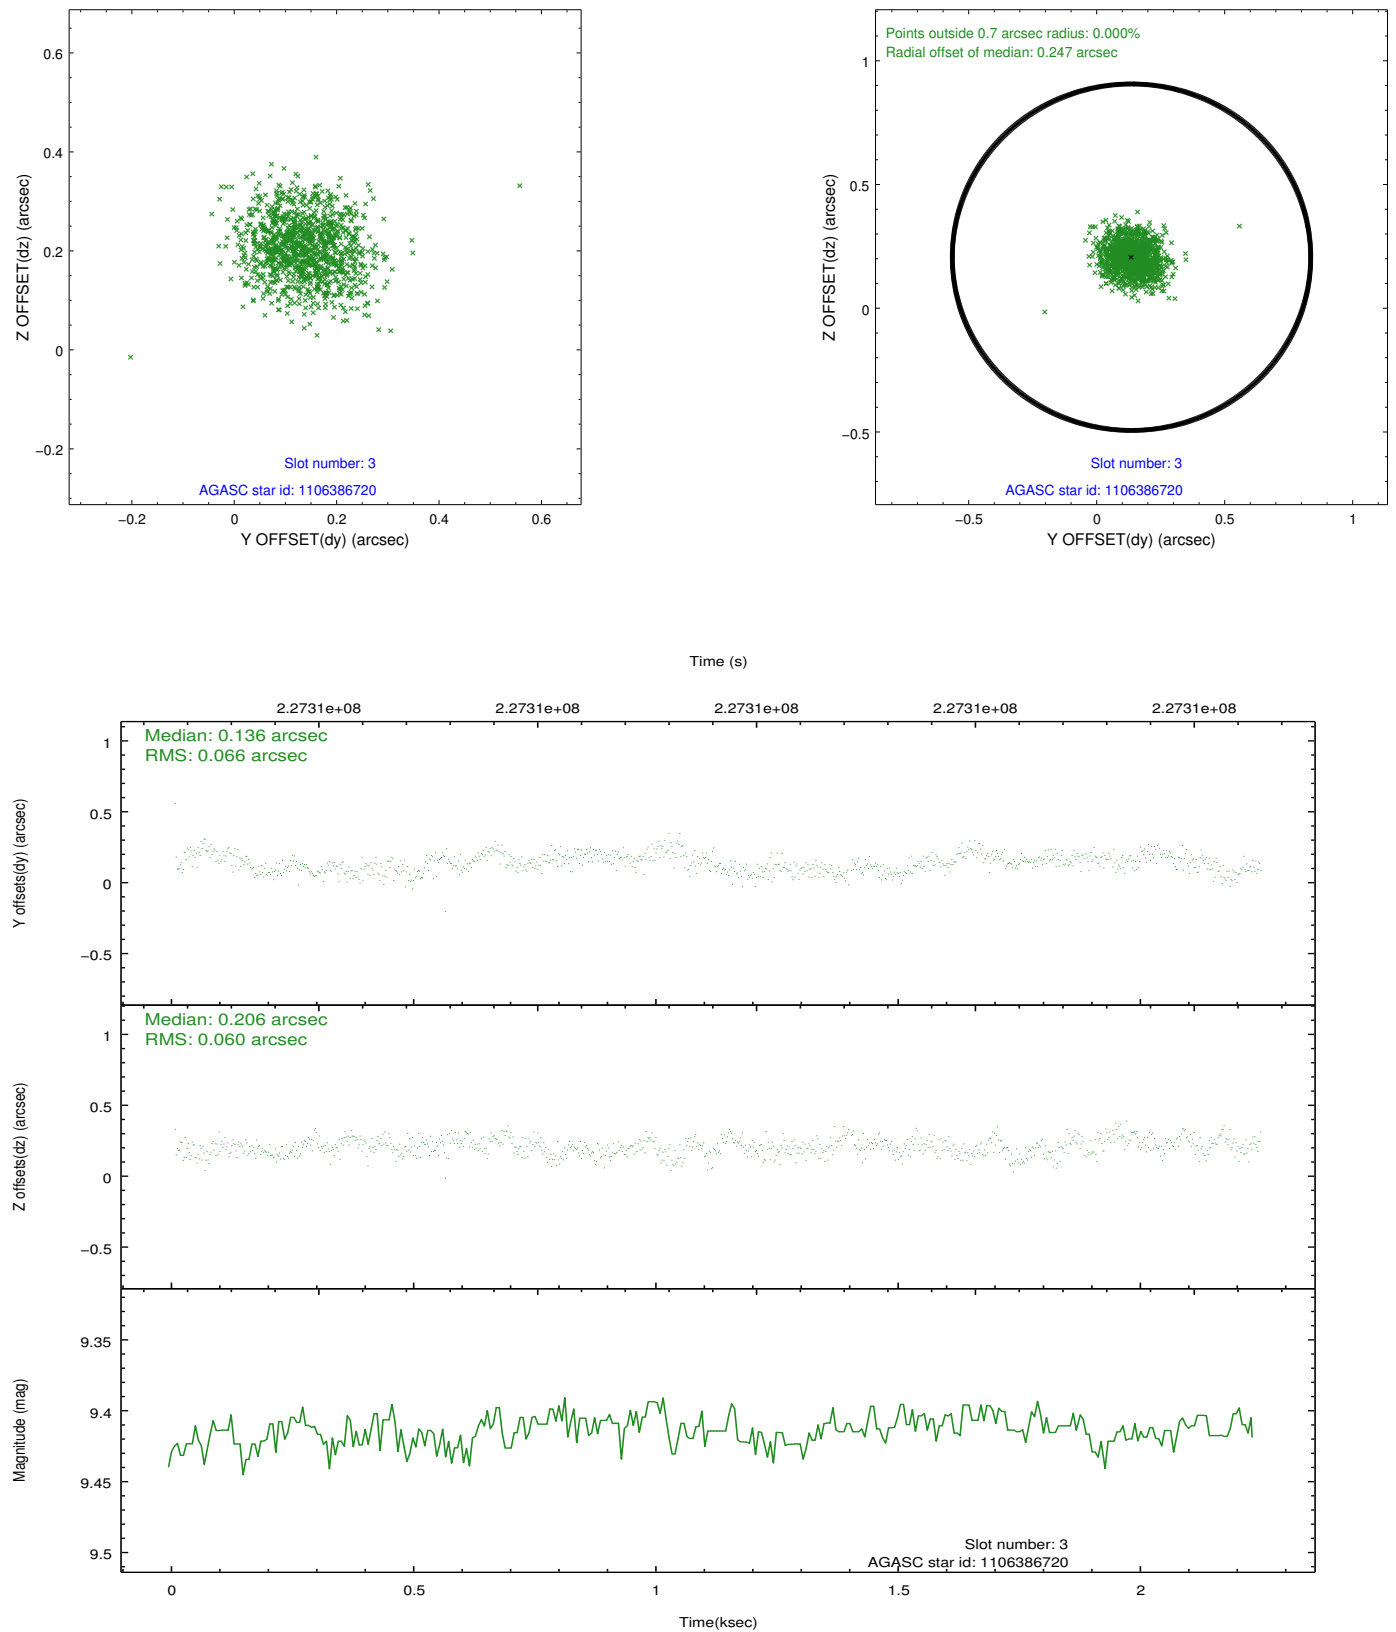 0.6
0.4
0.2
0
−0.2
Z OFFSET(dz) (arcsec)
Slot number: 3
AGASC star id: 1106386720
−0.2 0 0.2 0.4 0.6
Y OFFSET(dy) (arcsec)
Points outside 0.7 arcsec radius: 0.000%
Radial offset of median: 0.247 arcsec
1
0.5
0
−0.5
Z OFFSET(dz) (arcsec)
Slot number: 3
AGASC star id: 1106386720
−0.5 0 0.5 1
Y OFFSET(dy) (arcsec)
Time (s)
2.2731e+08 2.2731e+08 2.2731e+08 2.2731e+08 2.2731e+08
Median: 0.136 arcsec
RMS: 0.066 arcsec
1
0.5
0
−0.5
Y offsets(dy) (arcsec)
Median: 0.206 arcsec
RMS: 0.060 arcsec
1
0.5
0
−0.5
Z offsets(dz) (arcsec)
9.35
9.4
9.45
9.5
Magnitude (mag)
Slot number: 3
AGASC star id: 1106386720
0 0.5 1 1.5 2
Time(ksec)